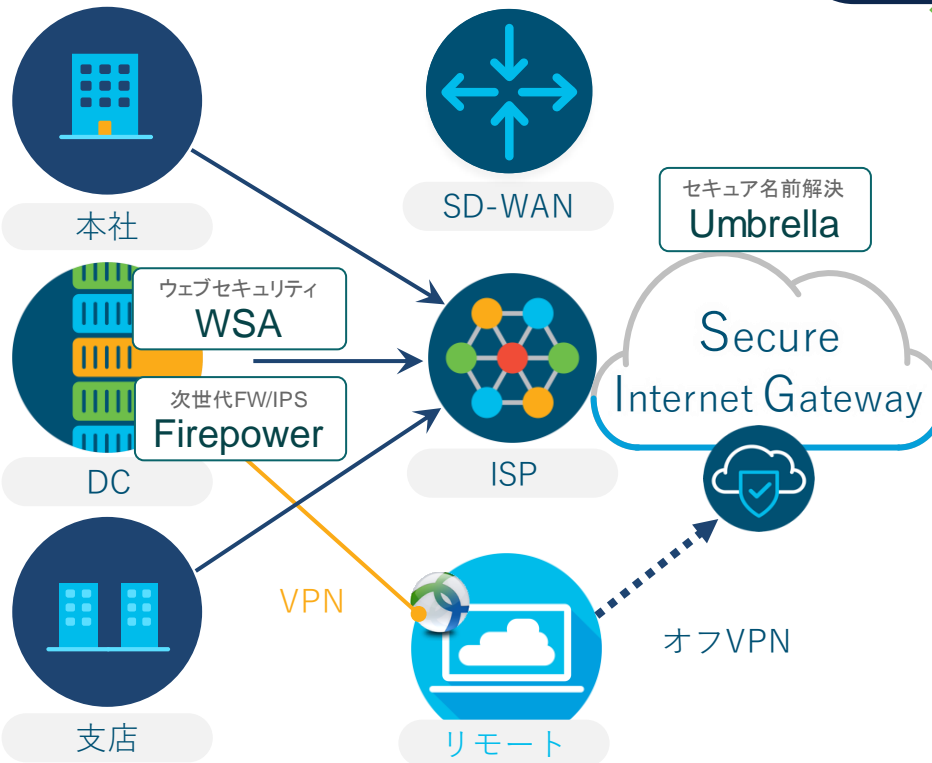 本社
SD-WAN
セキュア名前解決
Umbrella
ウェブセキュリティ
WSA
次世代FW/IPS
Firepower
DC
ISP
Secure
Internet Gateway
VPN
オフVPN
支店
リモート